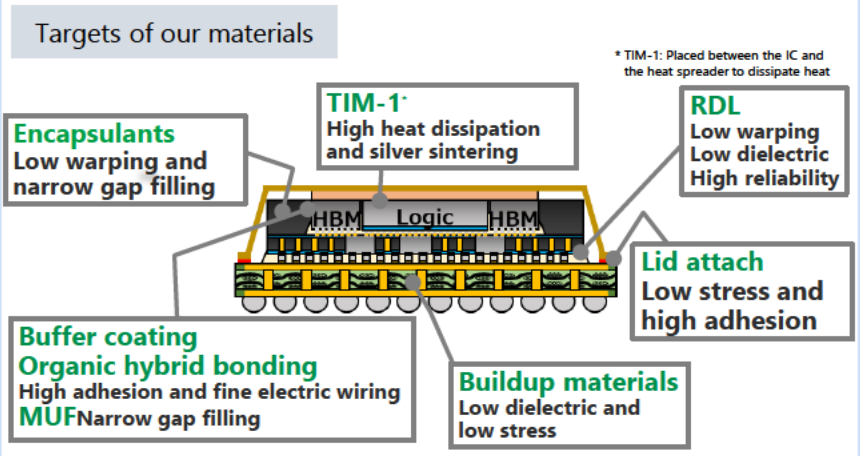 Targets of our materials
* TIM-1: Placed between the IC and
the heat spreader to dissipate heat
TIM-1*
High heat dissipation
and silver sintering
RDL
Low warping
Low dielectric
High reliability
Encapsulants
Low warping and
narrow gap filling
HBM
Logic
HBM
Lid attach
Low stress and
high adhesion
Buffer coating
Organic hybrid bonding
High adhesion and fine electric wiring
MUF Narrow gap filling
Buildup materials
Low dielectric and
low stress